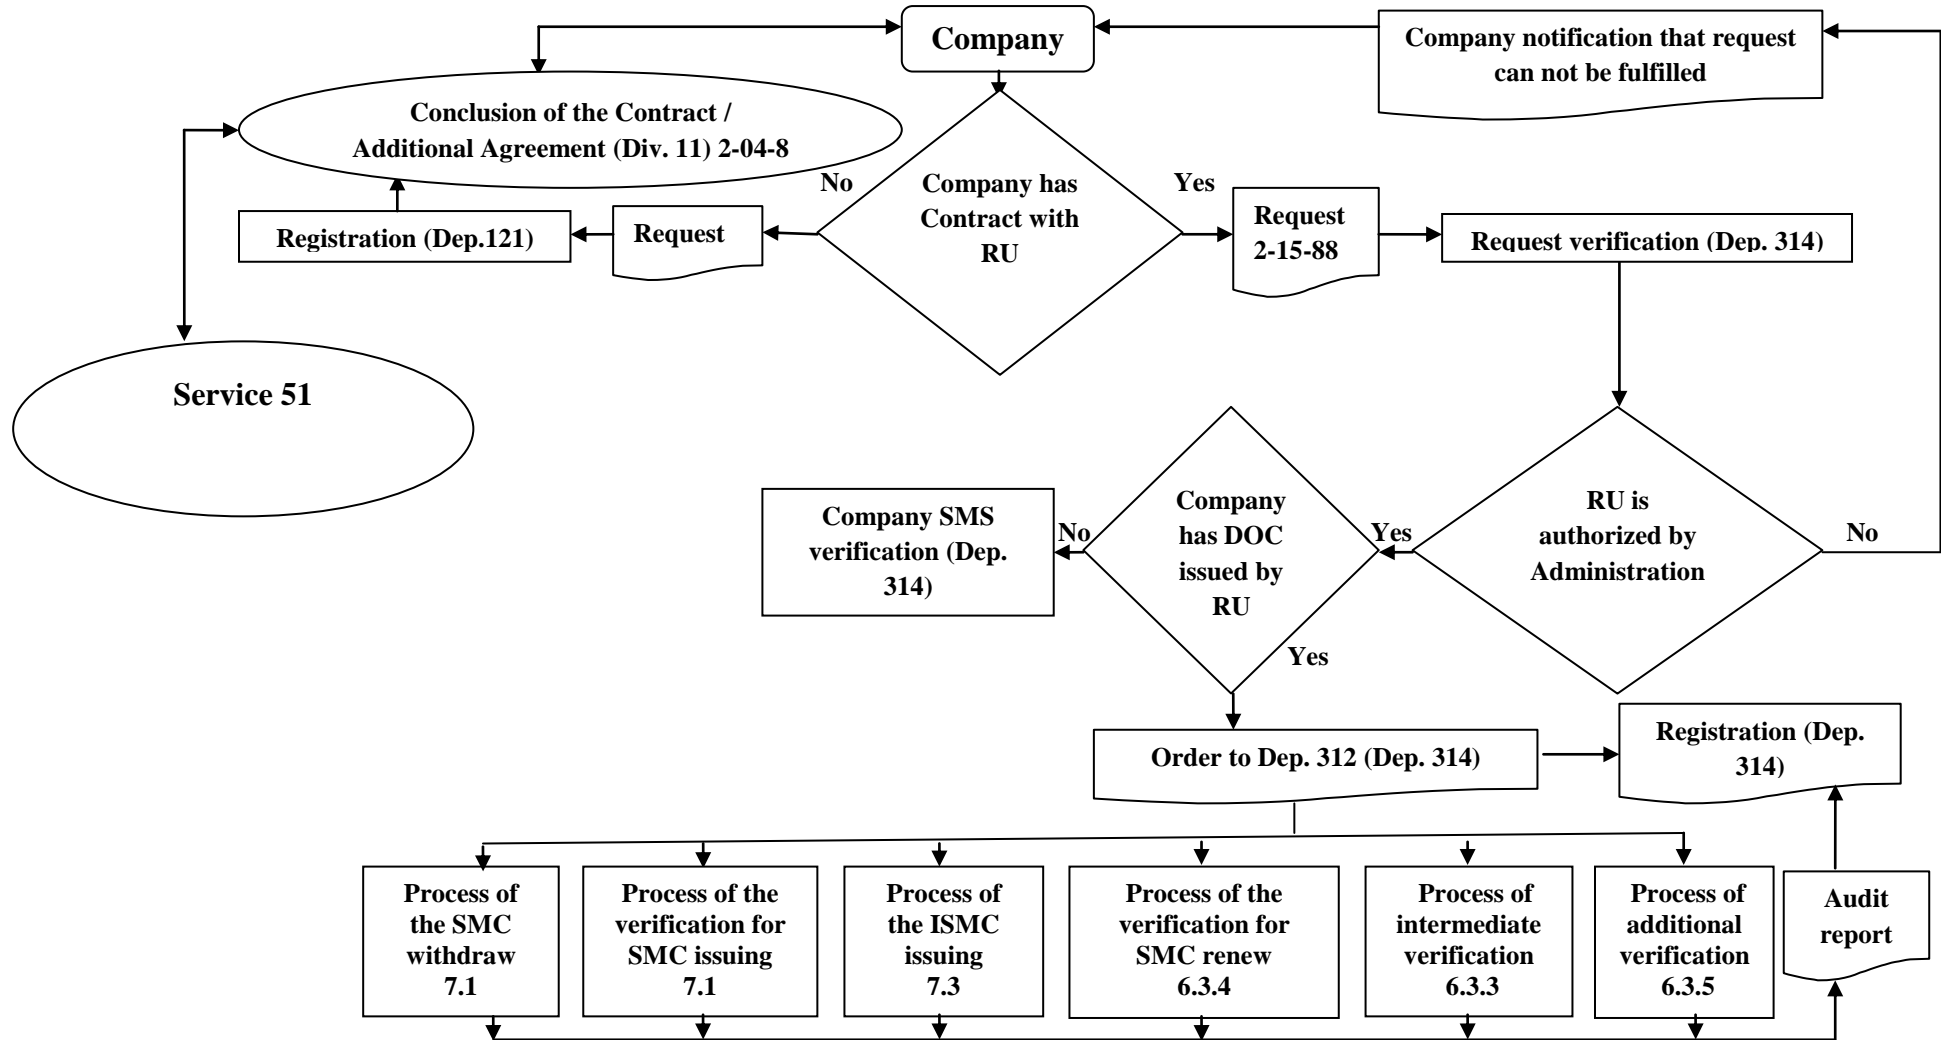 Company
Company notification that request
can not be fulfilled
Conclusion of the Contract /
Additional Agreement (Div. 11) 2-04-8
No
Company has
Contract with
RU
Yes
Request
2-15-88
Request verification (Dep. 314)
Request
Registration (Dep.121)
Service 51
Company SMS
verification (Dep.
314)
No
Company
has DOC
issued by
RU
Yes
RU is
authorized by
Administration
No
Yes
Order to Dep. 312 (Dep. 314)
Registration (Dep.
314)
Process of
the SMC
withdraw
7.1
Process of the
verification for
SMC issuing
7.1
Process of
the ISMC
issuing
7.3
Process of the
verification for
SMC renew
6.3.4
Process of
intermediate
verification
6.3.3
Process of
additional
verification
6.3.5
Audit
report